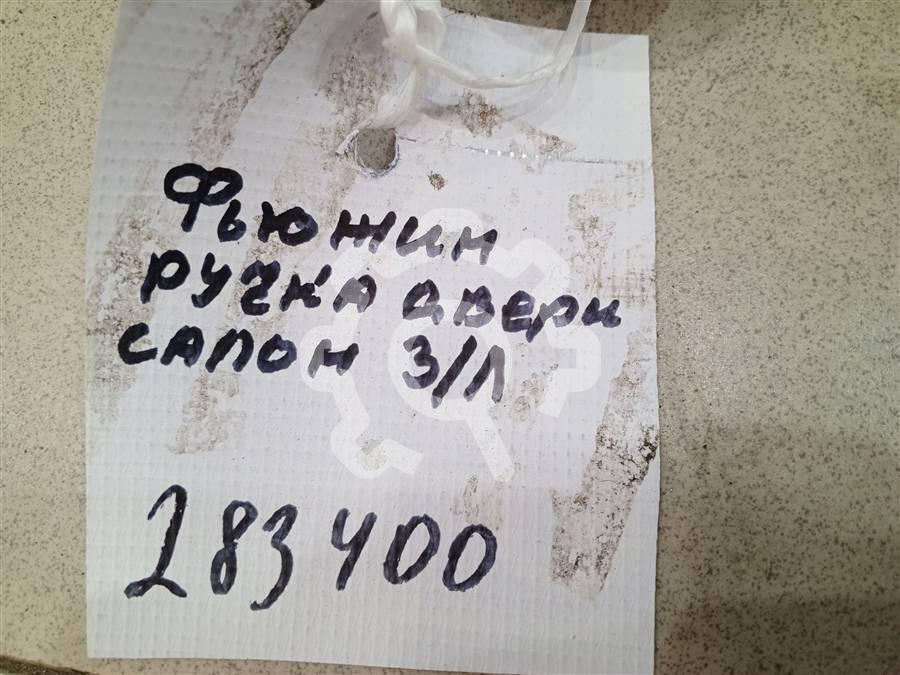 Фьюжин
ручка двери
салон З/Л
283400